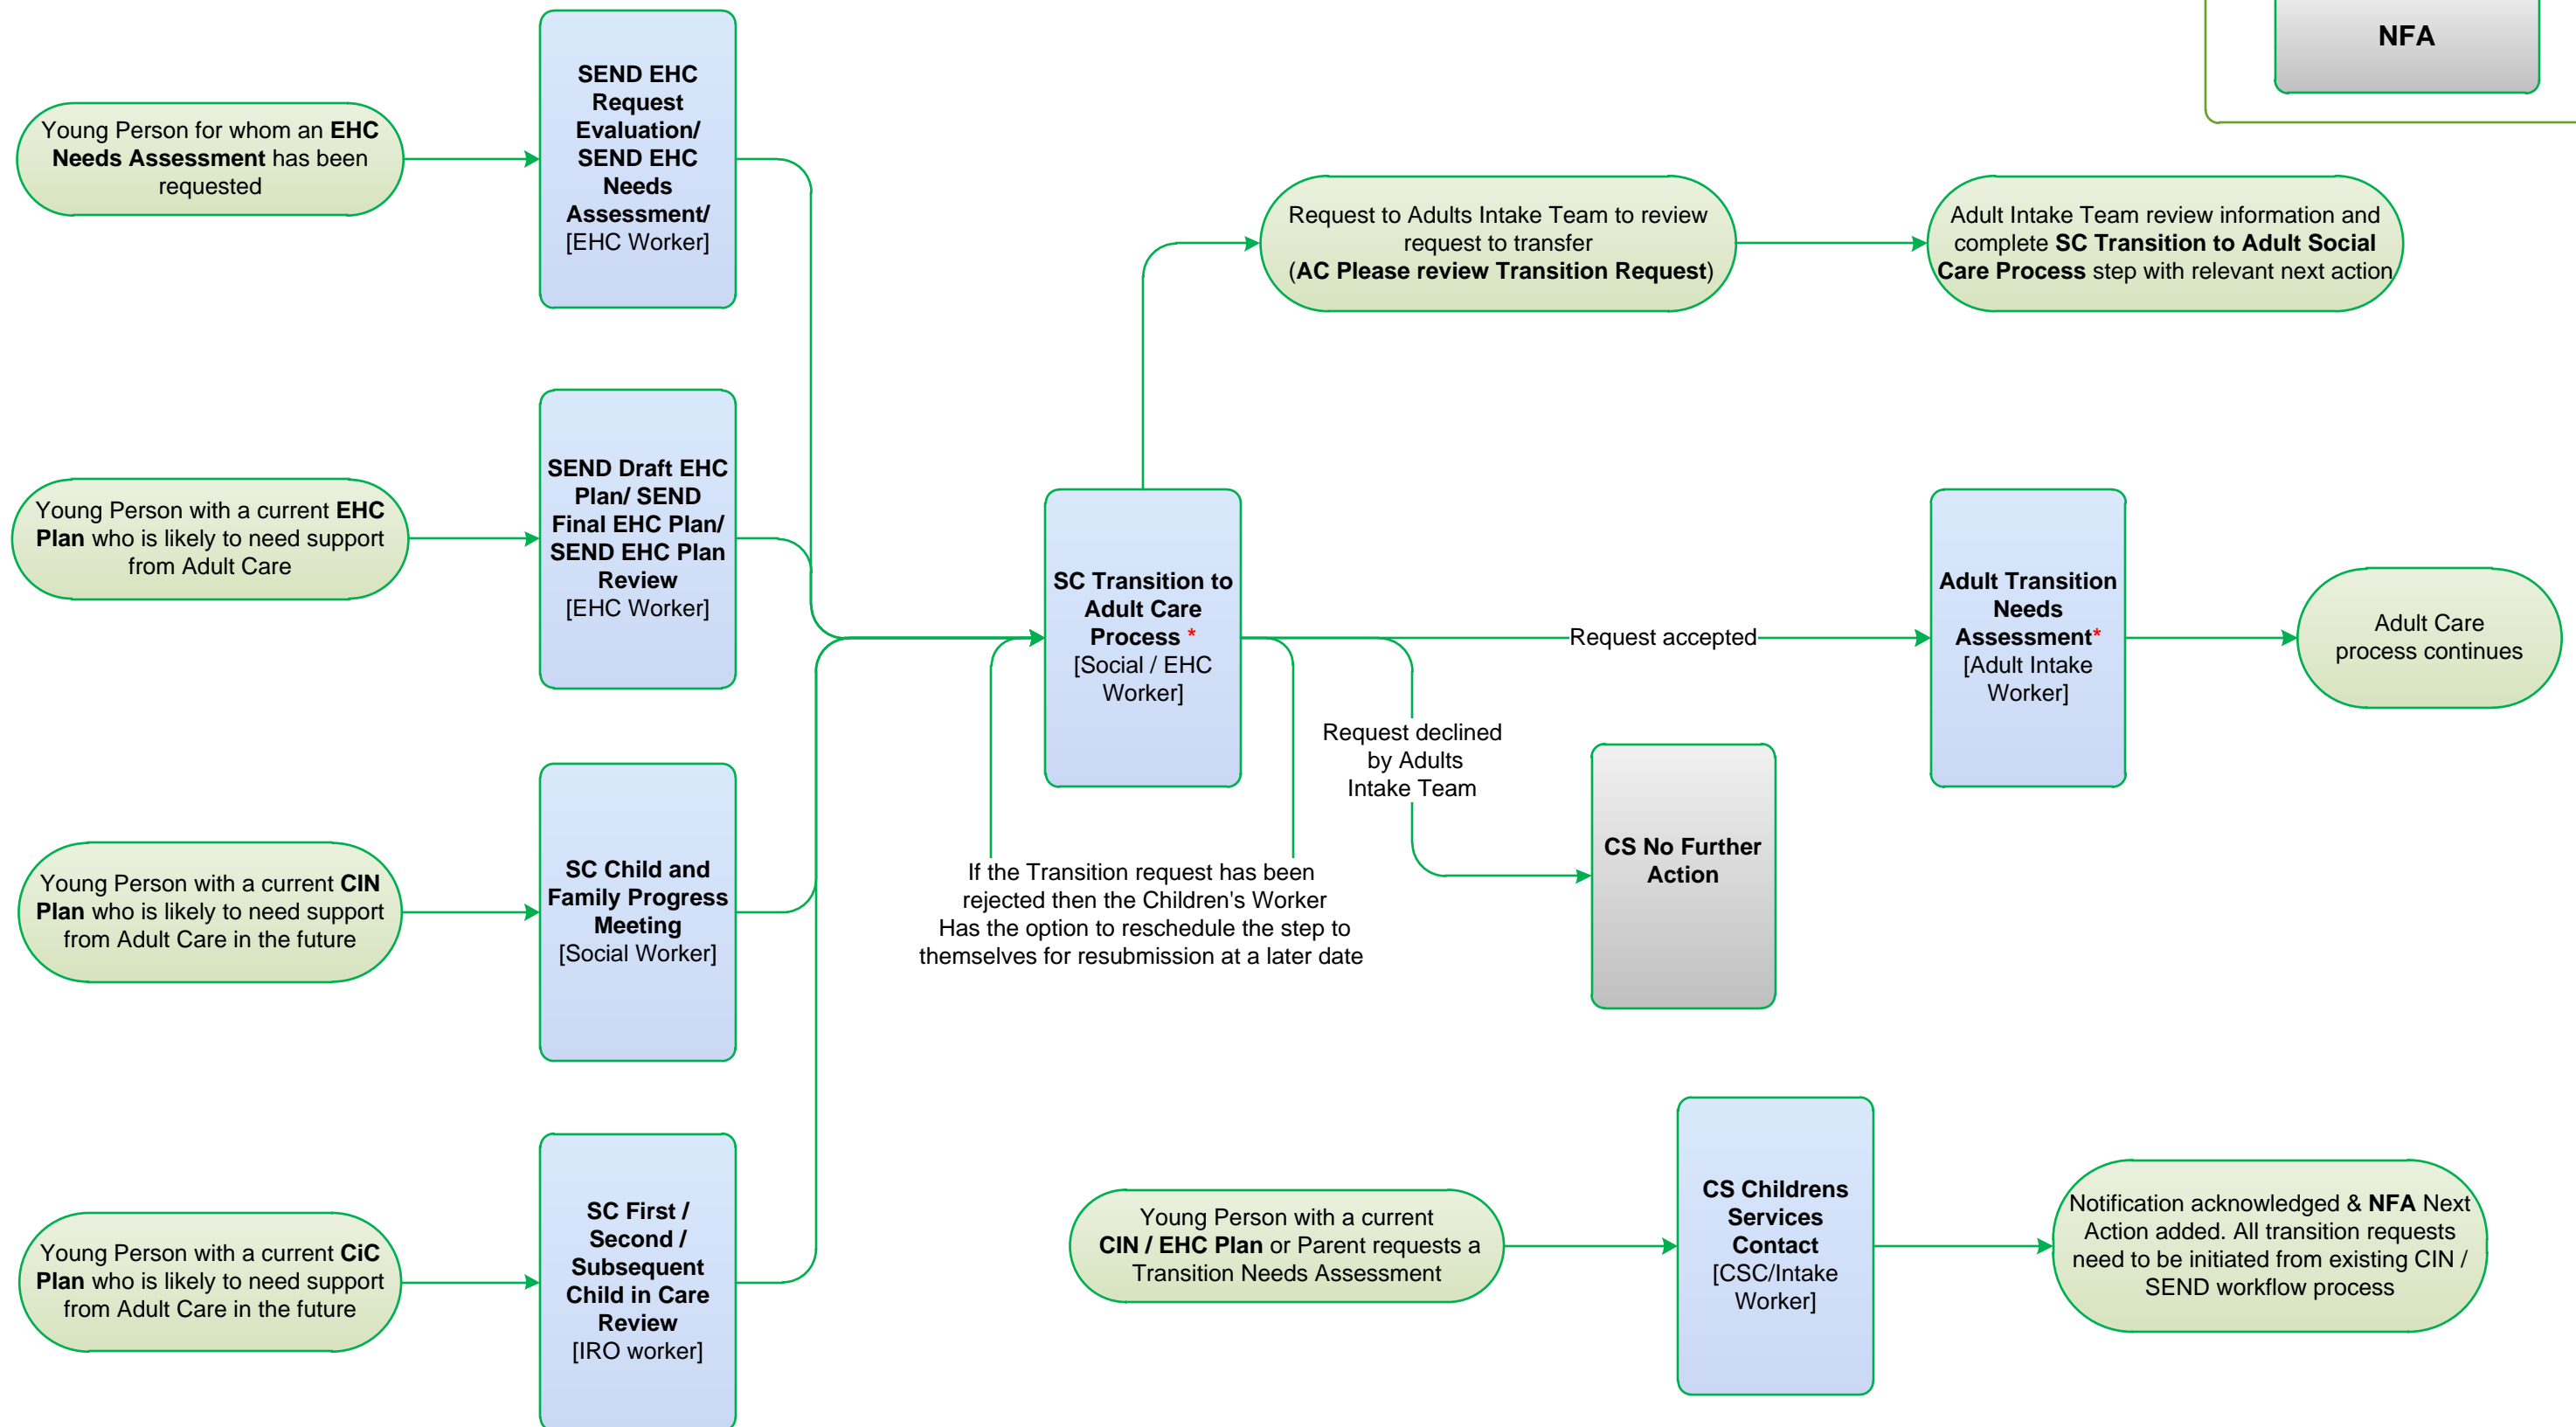 NFA
Young Person for whom an EHC
Needs Assessment has been
requested
SEND EHC
Request
Evaluation/
SEND EHC
Needs
Assessment/
[EHC Worker]
Request to Adults Intake Team to review
request to transfer
(AC Please review Transition Request)
Adult Intake Team review information and
complete SC Transition to Adult Social
Care Process step with relevant next action
Young Person with a current EHC
Plan who is likely to need support
from Adult Care
SEND Draft EHC
Plan/ SEND
Final EHC Plan/
SEND EHC Plan
Review
[EHC Worker]
SC Transition to
Adult Care
Process *
[Social / EHC
Worker]
Request accepted
Adult Transition
Needs
Assessment*
[Adult Intake
Worker]
Adult Care
process continues
Request declined
by Adults
Intake Team
CS No Further
Action
If the Transition request has been
rejected then the Children's Worker
Has the option to reschedule the step to
themselves for resubmission at a later date
Young Person with a current CIN
Plan who is likely to need support
from Adult Care in the future
SC Child and
Family Progress
Meeting
[Social Worker]
Young Person with a current CiC
Plan who is likely to need support
from Adult Care in the future
SC First /
Second /
Subsequent
Child in Care
Review
[IRO worker]
Young Person with a current
CIN / EHC Plan or Parent requests a
Transition Needs Assessment
CS Childrens
Services
Contact
[CSC/Intake
Worker]
Notification acknowledged & NFA Next
Action added. All transition requests
need to be initiated from existing CIN /
SEND workflow process